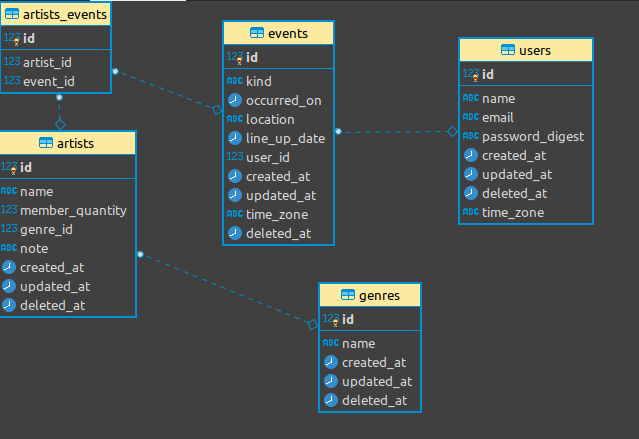 artists_events
123 id
123 artist_id
123 event_id
events
123 id
ABC kind
occurred_on
ABC location
line_up_date
123 user_id
created_at
updated_at
ABC time_zone
deleted_at
users
123 id
ABC name
ABC email
ABC password_digest
created_at
updated_at
deleted_at
ABC time_zone
artists
123 id
ABC name
123 member_quantity
123 genre_id
ABC note
created_at
updated_at
deleted_at
genres
123 id
ABC name
created_at
updated_at
deleted_at